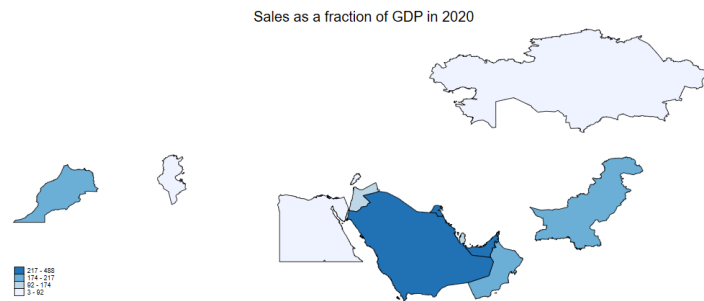 Sales as a fraction of GDP in 2020
217 - 488
174 - 217
92 - 174
3 - 92